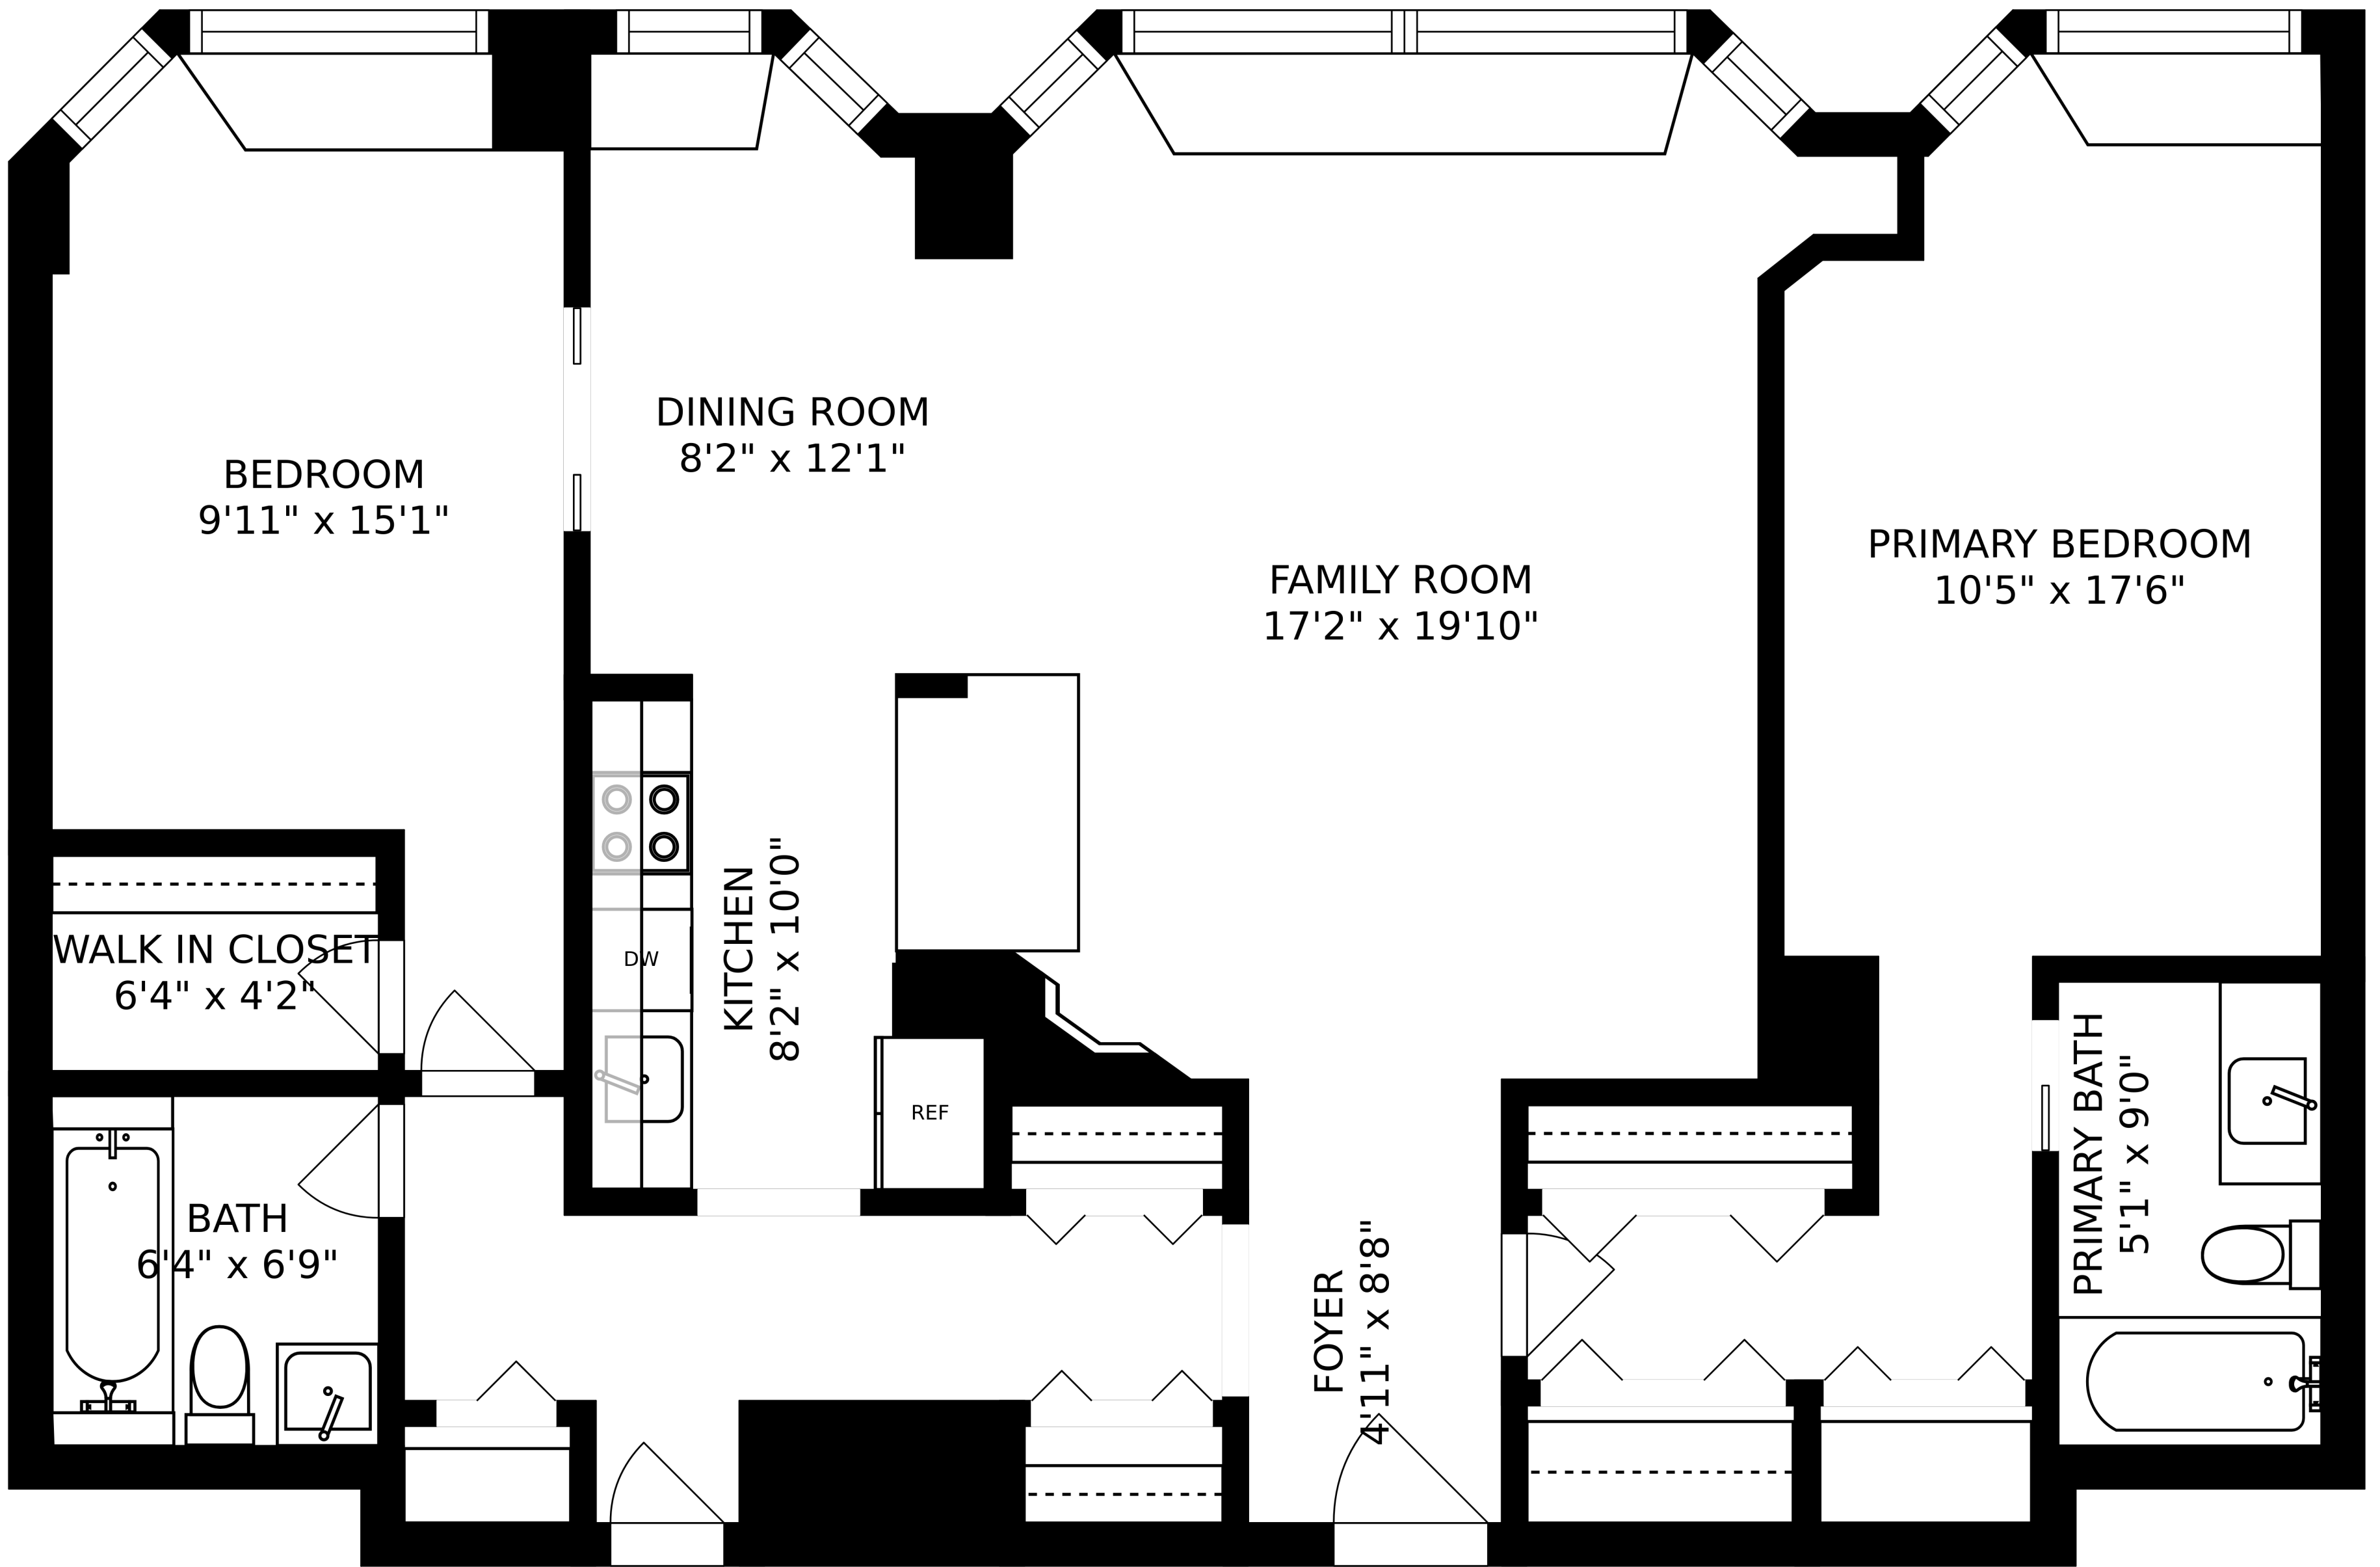 DINING ROOM
8'2" x 12'1"
BEDROOM
9'11" x 15'1"
FAMILY ROOM
17'2" x 19'10"
PRIMARY BEDROOM
10'5" x 17'6"
WALK IN CLOSET
6'4" x 4'2"
DW
KITCHEN
8'2" x 10'0"
REF
BATH
6'4" x 6'9"
FOYER
4'11" x 8'8"
PRIMARY BATH
5'1" x 9'0"